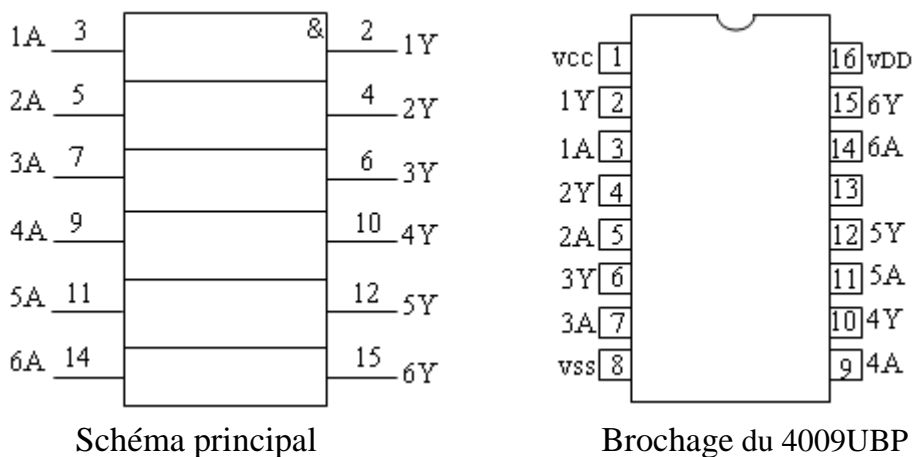 1A 3 & 2 1Y
2A 5 4 2Y
3A 7 6 3Y
4A 9 10 4Y
5A 11 12 5Y
6A 14 15 6Y
Schéma principal
vcc 1 16 vDD
1Y 2 15 6Y
1A 3 14 6A
2Y 4 13
2A 5 12 5Y
3Y 6 11 5A
3A 7 10 4Y
vss 8 9 4A
Brochage du 4009UBP